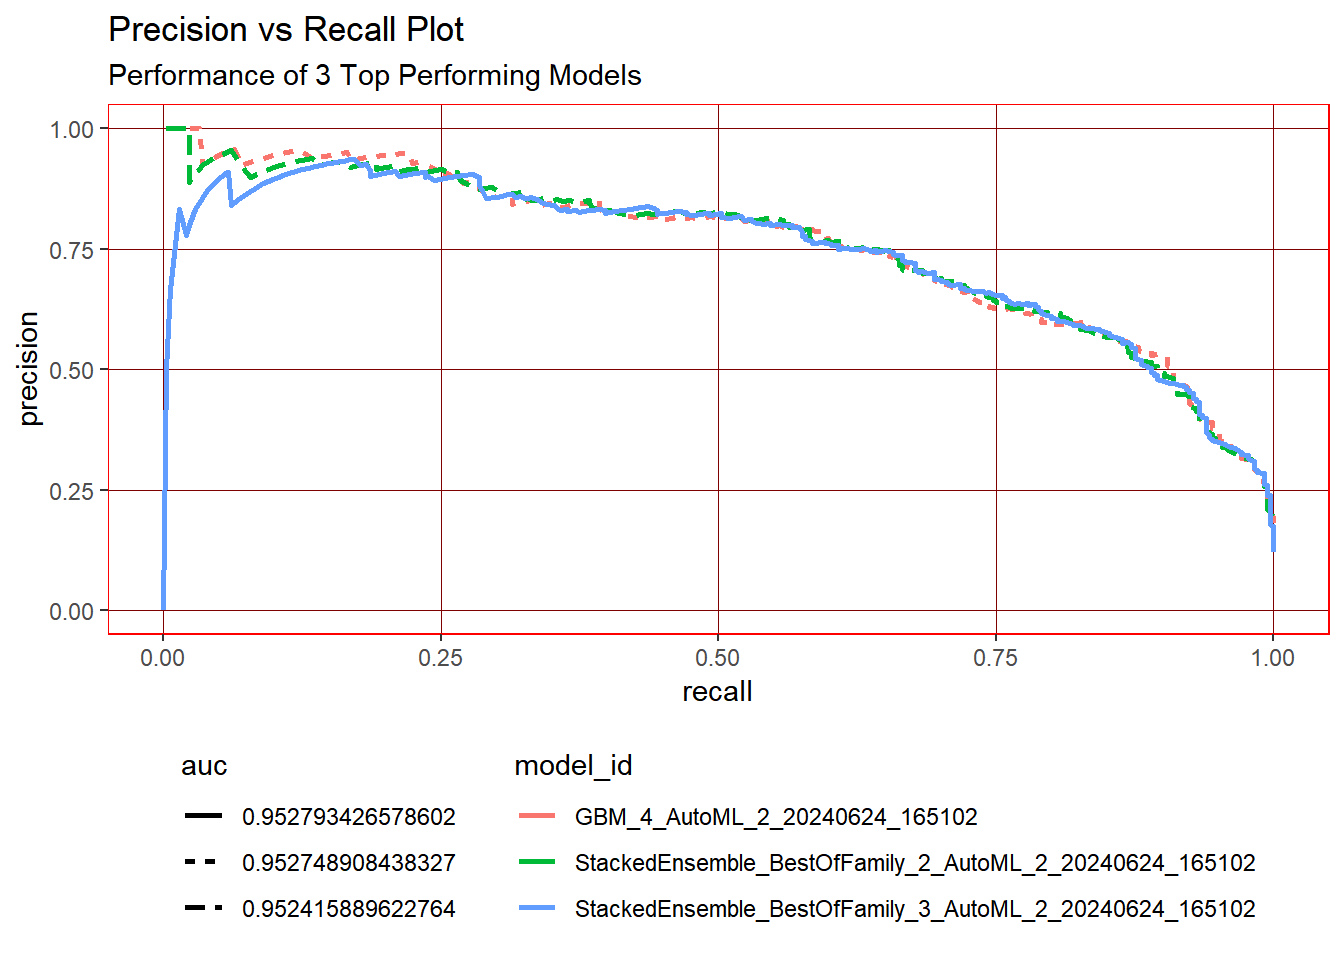 Precision vs Recall Plot
Performance of 3 Top Performing Models
1.00
0.75
0.50
0.25
0.00
precision
0.00 0.25 0.50 0.75 1.00
recall
auc
0.952793426578602
0.952748908438327
0.952415889622764
model_id
GBM_4_AutoML_2_20240624_165102
StackedEnsemble_BestOfFamily_2_AutoML_2_20240624_165102
StackedEnsemble_BestOfFamily_3_AutoML_2_20240624_165102